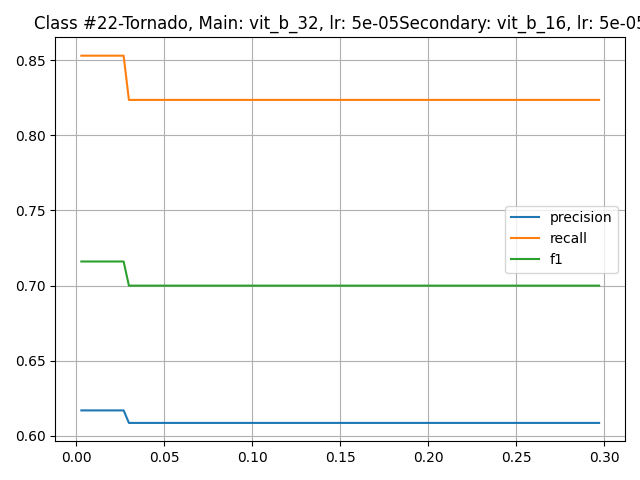 Class #22-Tornado, Main: vit_b_32, lr: 5e-05Secondary: vit_b_16, lr: 5e-05
0.85
0.80
0.75
0.70
0.65
0.60
precision
recall
f1
0.00 0.05 0.10 0.15 0.20 0.25 0.30